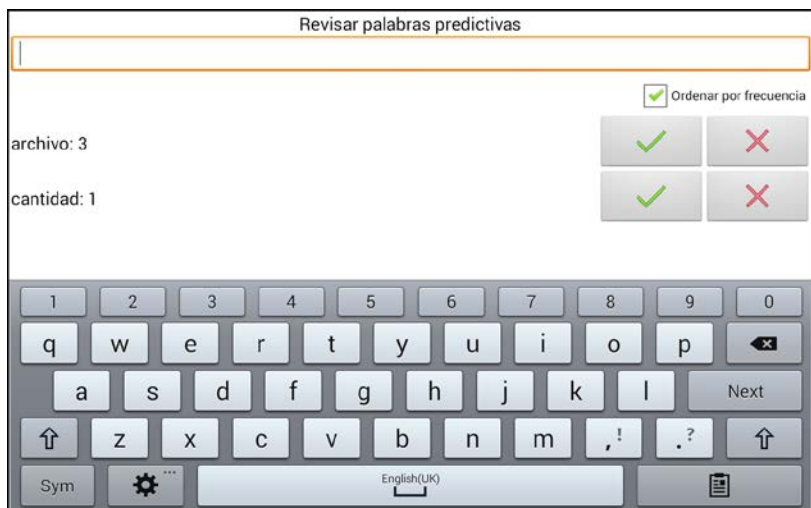 Revisar palabras predictivas
Ordenar por frecuencia
archivo: 3
cantidad: 1
1 2 3 4 5 6 7 8 9 0
q w e r t y u i o p
a s d f g h j k l Next
z x c v b n m ,! .?
Sym ... English(UK)